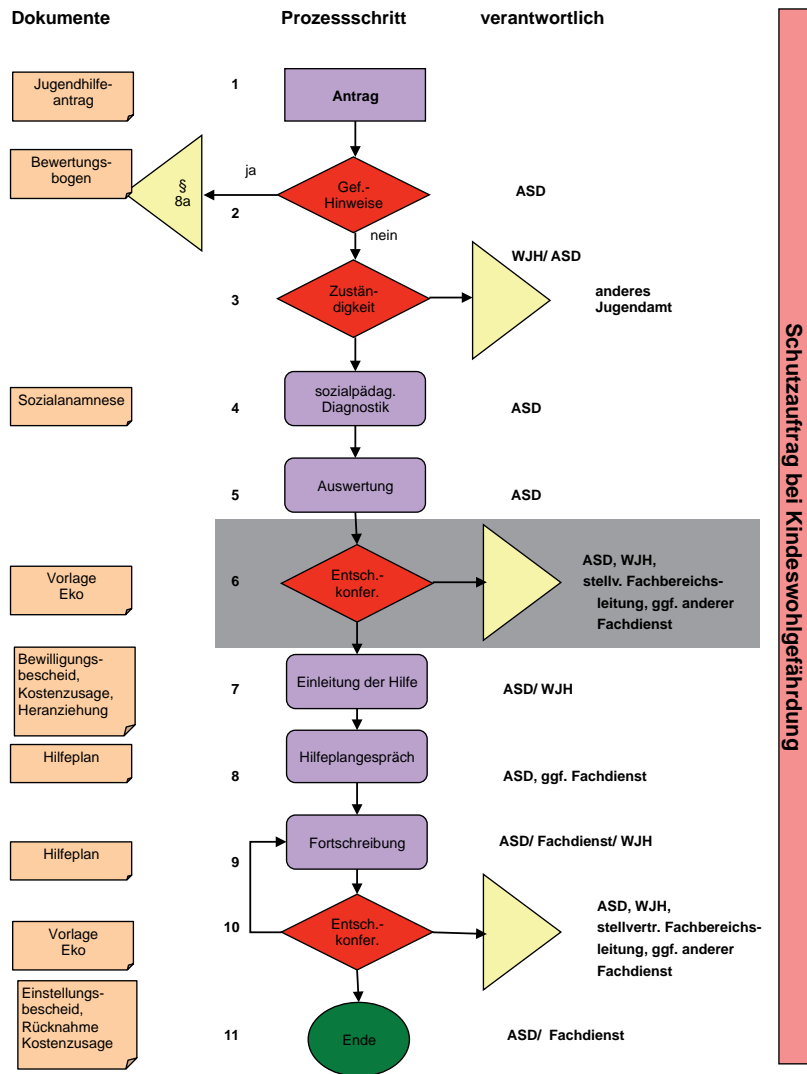 Dokumente
Prozessschritt
verantwortlich
Jugendhilfe-
antrag
1
Antrag
Bewertungs-
bogen
§
8a
ja
2
Gef.-
Hinweise
ASD
nein
WJH/ ASD
3
Zustän-
digkeit
anderes
Jugendamt
Sozialanamnese
4
sozialpädag.
Diagnostik
ASD
5
Auswertung
ASD
Vorlage
Eko
6
Entsch.-
konfer.
ASD, WJH,
stellv. Fachbereichs-
leitung, ggf. anderer
Fachdienst
Bewilligungs-
bescheid,
Kostenzusage,
Heranziehung
7
Einleitung der Hilfe
ASD/ WJH
Hilfeplan
8
Hilfeplangespräch
ASD, ggf. Fachdienst
Hilfeplan
9
Fortschreibung
ASD/ Fachdienst/ WJH
Vorlage
Eko
10
Entsch.-
konfer.
ASD, WJH,
stellvertr. Fachbereichs-
leitung, ggf. anderer
Fachdienst
Einstellungs-
bescheid,
Rücknahme
Kostenzusage
11
Ende
ASD/ Fachdienst
Schutzauftrag bei Kindeswohlgefährdung